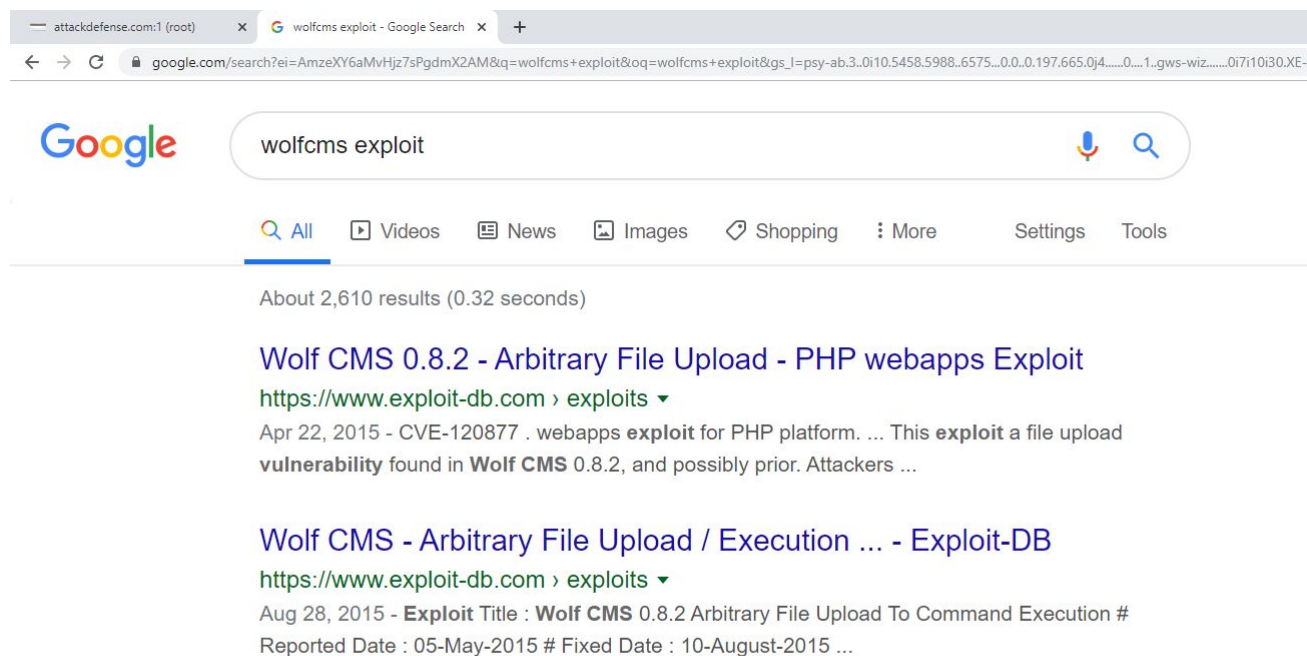 attackdefense.com:1 (root) × G wolfcms exploit - Google Search × +
google.com/search?ei=AmzeXY6aMvHjz7sPgdmX2AM&q=wolfcms+exploit&oq=wolfcms+exploit&gs_l=psy-ab.3..0i10.5458.5988..6575...0.0..0.197.665.0j4......0....1..gws-wiz.......0i7i10i30.XE-
Google wolfcms exploit
All Videos News Images Shopping More Settings Tools
About 2,610 results (0.32 seconds)
Wolf CMS 0.8.2 - Arbitrary File Upload - PHP webapps Exploit
https://www.exploit-db.com › exploits
Apr 22, 2015 - CVE-120877 . webapps exploit for PHP platform. ... This exploit a file upload
vulnerability found in Wolf CMS 0.8.2, and possibly prior. Attackers ...
Wolf CMS - Arbitrary File Upload / Execution ... - Exploit-DB
https://www.exploit-db.com › exploits
Aug 28, 2015 - Exploit Title : Wolf CMS 0.8.2 Arbitrary File Upload To Command Execution #
Reported Date : 05-May-2015 # Fixed Date : 10-August-2015 ...